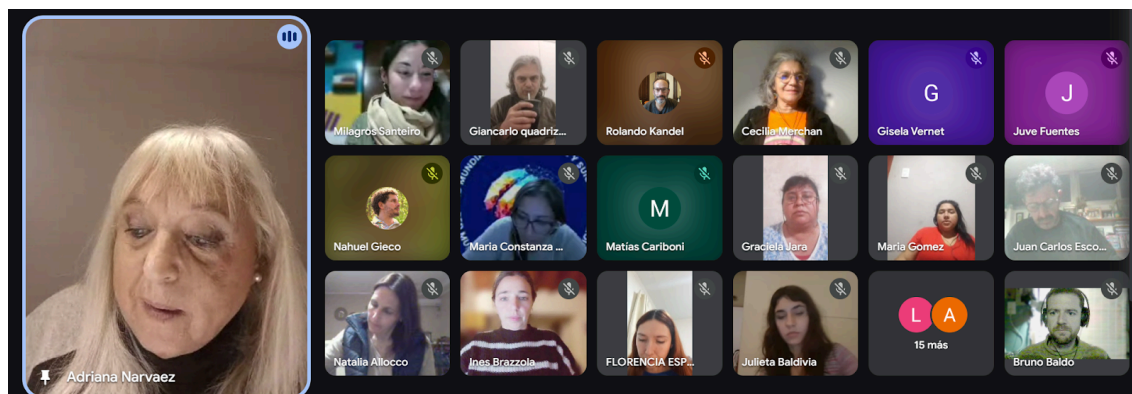 Adriana Narvaez
Milagros Santeiro
Giancarlo quadriz...
Rolando Kandel
Cecilia Merchan
G
Gisela Vernet
J
Juve Fuentes
Nahuel Gieco
MUNDIA
Maria Constanza ...
M
Matías Cariboni
Graciela Jara
Maria Gomez
Juan Carlos Esco...
Natalia Allocco
Ines Brazzola
FLORENCIA ESP...
Julieta Baldivia
L A
15 más
Bruno Baldo